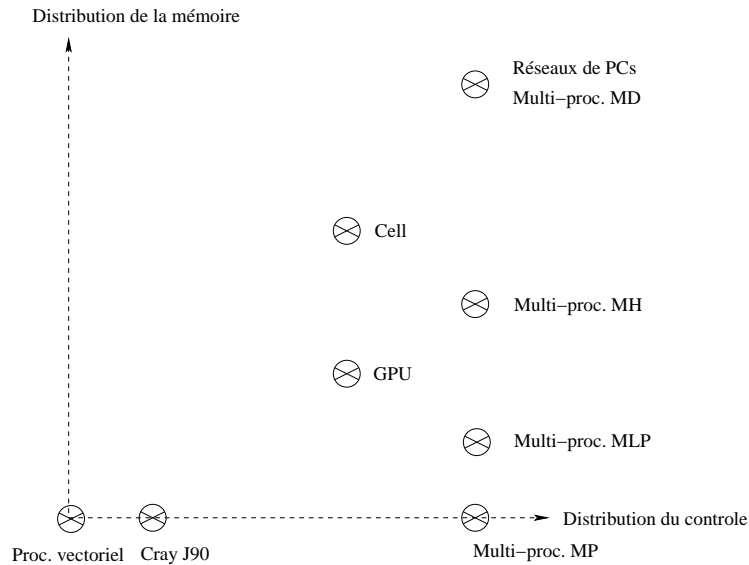 Distribution de la mémoire
Réseaux de PCs
Multi−proc. MD
Cell
Multi−proc. MH
GPU
Multi−proc. MLP
Distribution du controle
Proc. vectoriel
Cray J90
Multi−proc. MP